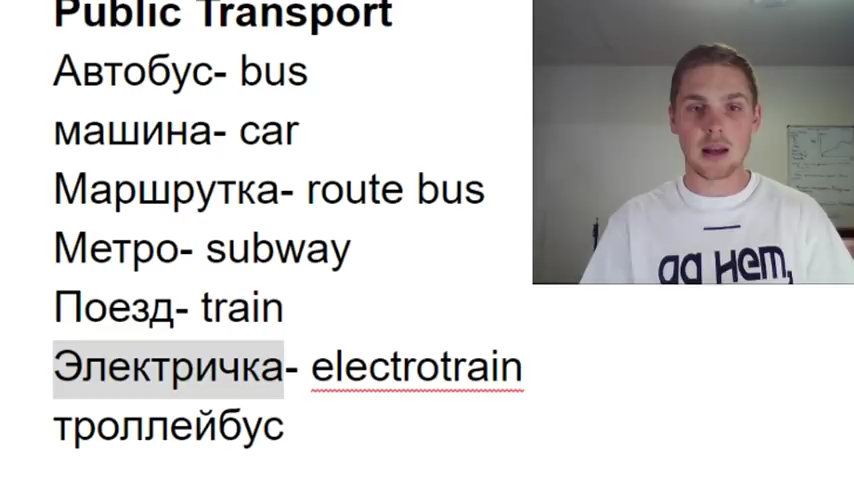 Public Transport
Автобус- bus
машина- car
Маршрутка- route bus
Метро- subway
Поезд- train
Электричка- electrotrain
троллейбус
да нет,